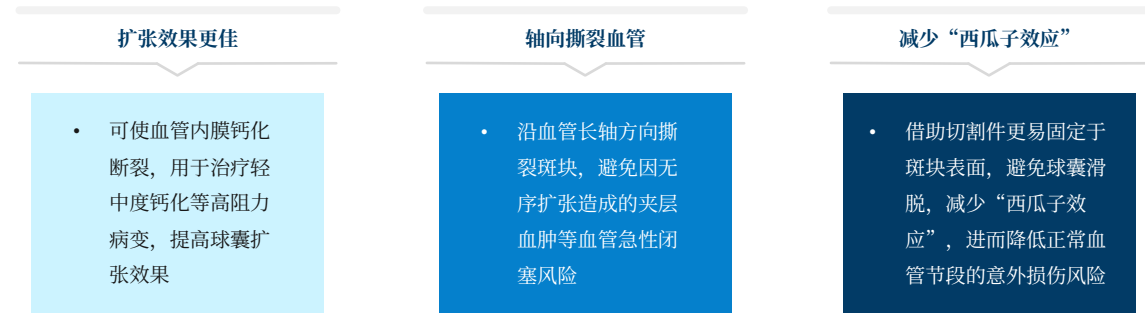 扩张效果更佳
• 可使血管内膜钙化
断裂，用于治疗轻
中度钙化等高阻力
病变，提高球囊扩
张效果
轴向撕裂血管
• 沿血管长轴方向撕
裂斑块，避免因无
序扩张造成的夹层
血肿等血管急性闭
塞风险
减少“西瓜子效应”
• 借助切割件更易固定于
斑块表面，避免球囊滑
脱，减少“西瓜子效
应”，进而降低正常血
管节段的意外损伤风险